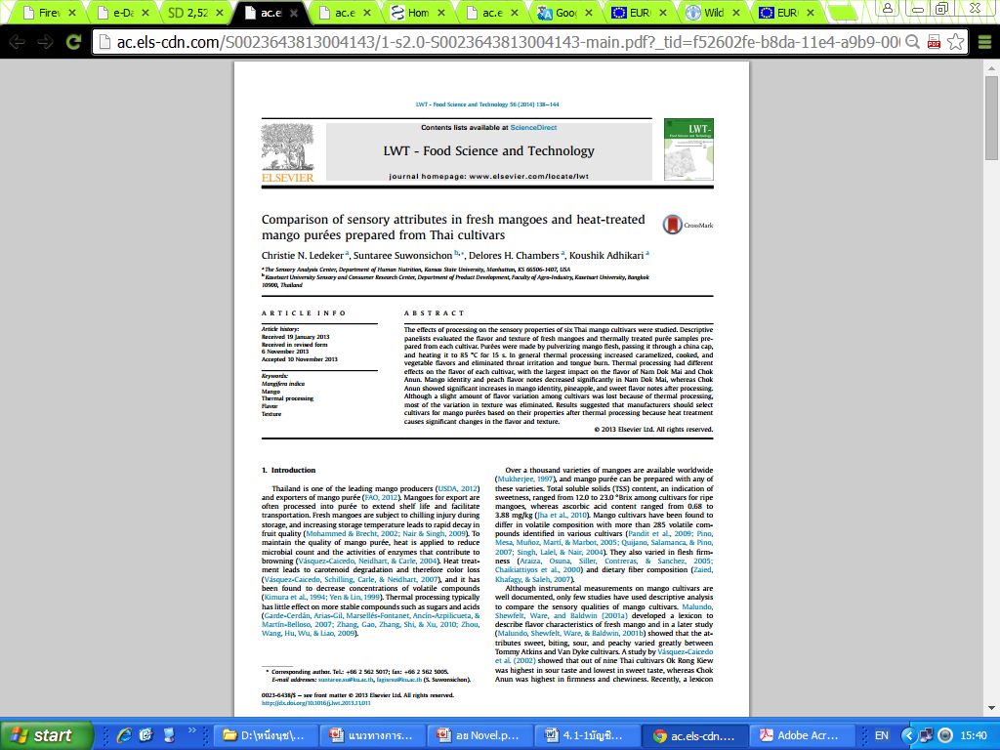 Firew
e-Da
SD 2,52
ac.el
ac.e
Hom
ac.e
Goog
EUR
Wild
EUR
ac.els-cdn.com/S0023643813004143/1-s2.0-S0023643813004143-main.pdf?_tid=f52602fe-b8da-11e4-a9b9-000
LWT - Food Science and Technology 56 (2014) 138–144
Contents lists available at ScienceDirect
LWT - Food Science and Technology
journal homepage: www.elsevier.com/locate/lwt
ELSEVIER
LWT-
Comparison of sensory attributes in fresh mangoes and heat-treated
mango purées prepared from Thai cultivars
CrossMark
Christie N. Ledeker a, Suntaree Suwonsichon b,*, Delores H. Chambers a, Koushik Adhikari a
a The Sensory Analysis Center, Department of Human Nutrition, Kansas State University, Manhattan, KS 66506-1407, USA
b Kasetsart University Sensory and Consumer Research Center, Department of Product Development, Faculty of Agro-Industry, Kasetsart University, Bangkok
10900, Thailand
ARTICLE INFO
Article history:
Received 19 January 2013
Received in revised form
6 November 2013
Accepted 10 November 2013
Keywords:
Mangifera indica
Mango
Thermal processing
Flavor
Texture
ABSTRACT
The effects of processing on the sensory properties of six Thai mango cultivars were studied. Descriptive
panelists evaluated the flavor and texture of fresh mangoes and thermally treated purée samples pre-
pared from each cultivar. Purées were made by pulverizing mango flesh, passing it through a china cap,
and heating it to 85 °C for 15 s. In general thermal processing increased caramelized, cooked, and
vegetable flavors and eliminated throat irritation and tongue burn. Thermal processing had different
effects on the flavor of each cultivar, with the largest impact on the flavor of Nam Dok Mai and Chok
Anun. Mango identity and peach flavor notes decreased significantly in Nam Dok Mai, whereas Chok
Anun showed significant increases in mango identity, pineapple, and sweet flavor notes after processing.
Although a slight amount of flavor variation among cultivars was lost because of thermal processing,
most of the variation in texture was eliminated. Results suggested that manufacturers should select
cultivars for mango purées based on their properties after thermal processing because heat treatment
causes significant changes in the flavor and texture.
© 2013 Elsevier Ltd. All rights reserved.
1. Introduction
Thailand is one of the leading mango producers (USDA, 2012)
and exporters of mango purée (FAO, 2012). Mangoes for export are
often processed into purée to extend shelf life and facilitate
transportation. Fresh mangoes are subject to chilling injury during
storage, and increasing storage temperature leads to rapid decay in
fruit quality (Mohammed & Brecht, 2002; Nair & Singh, 2009). To
maintain the quality of mango purée, heat is applied to reduce
microbial count and the activities of enzymes that contribute to
browning (Vásquez-Caicedo, Neidhart, & Carle, 2004). Heat treat-
ment leads to carotenoid degradation and therefore color loss
(Vásquez-Caicedo, Schilling, Carle, & Neidhart, 2007), and it has
been found to decrease concentrations of volatile compounds
(Kimura et al., 1994; Yen & Lin, 1999). Thermal processing typically
has little effect on more stable compounds such as sugars and acids
(Garde-Cerdán, Arias-Gil, Marsellés-Fontanet, Ancín-Azpilicueta, &
Martín-Belloso, 2007; Zhang, Gao, Zhang, Shi, & Xu, 2010; Zhou,
Wang, Hu, Wu, & Liao, 2009).
* Corresponding author. Tel.: +66 2 562 5017; fax: +66 2 562 5005.
E-mail addresses: suntaree.su@ku.ac.th, fagisrsu@ku.ac.th (S. Suwonsichon).
0023-6438/$ – see front matter © 2013 Elsevier Ltd. All rights reserved.
http://dx.doi.org/10.1016/j.lwt.2013.11.011
Over a thousand varieties of mangoes are available worldwide
(Mukherjee, 1997), and mango purée can be prepared with any of
these varieties. Total soluble solids (TSS) content, an indication of
sweetness, ranged from 12.0 to 23.0 °Brix among cultivars for ripe
mangoes, whereas ascorbic acid content ranged from 0.68 to
3.88 mg/kg (Jha et al., 2010). Mango cultivars have been found to
differ in volatile composition with more than 285 volatile com-
pounds identified in various cultivars (Pandit et al., 2009; Pino,
Mesa, Muñoz, Martí, & Marbot, 2005; Quijano, Salamanca, & Pino,
2007; Singh, Lalel, & Nair, 2004). They also varied in flesh firm-
ness (Araiza, Osuna, Siller, Contreras, & Sanchez, 2005;
Chaikiattiyos et al., 2000) and dietary fiber composition (Zaied,
Khafagy, & Saleh, 2007).
Although instrumental measurements on mango cultivars are
well documented, only few studies have used descriptive analysis
to compare the sensory qualities of mango cultivars. Malundo,
Shewfelt, Ware, and Baldwin (2001a) developed a lexicon to
describe flavor characteristics of fresh mango and in a later study
(Malundo, Shewfelt, Ware, & Baldwin, 2001b) showed that the at-
tributes sweet, biting, sour, and peachy varied greatly between
Tommy Atkins and Van Dyke cultivars. A study by Vásquez-Caicedo
et al. (2002) showed that out of nine Thai cultivars Ok Rong Kiew
was highest in sour taste and lowest in sweet taste, whereas Chok
Anun was highest in firmness and chewiness. Recently, a lexicon
start
D:\หนึ่งนุช\...
แนวทางการ...
อย Novel.p...
4.1-1บัญชี...
ac.els-cdn....
Adobe Acr...
EN
15:40